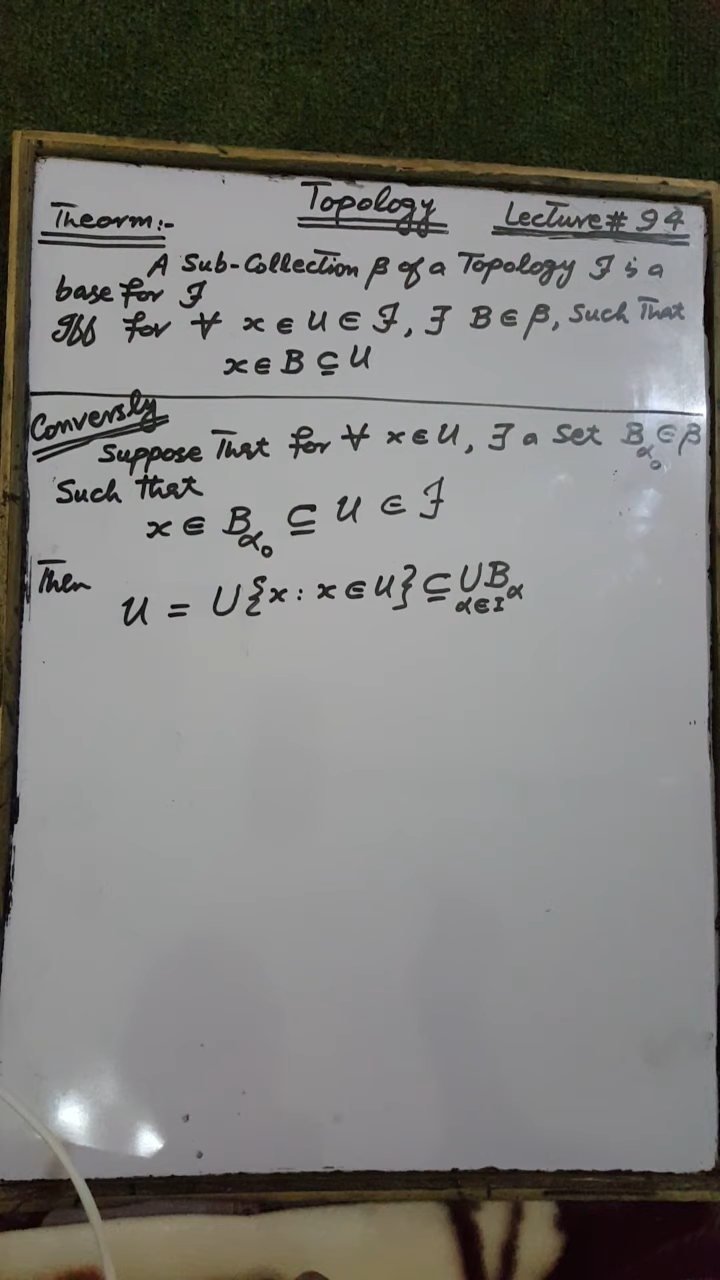 Topology
Theorm:- Lecture # 94
A Sub-Collection β of a Topology J is a
base for J
Iff for ∀ x ∈ U ∈ J, ∃ B ∈ β, Such That
x ∈ B ⊆ U
Conversly
Suppose That for ∀ x ∈ U, ∃ a Set B_α₀ ∈ β
Such that
x ∈ B_α₀ ⊆ U ∈ J
Then
U = ∪{x : x ∈ U} ⊆ ∪_α∈I B_α